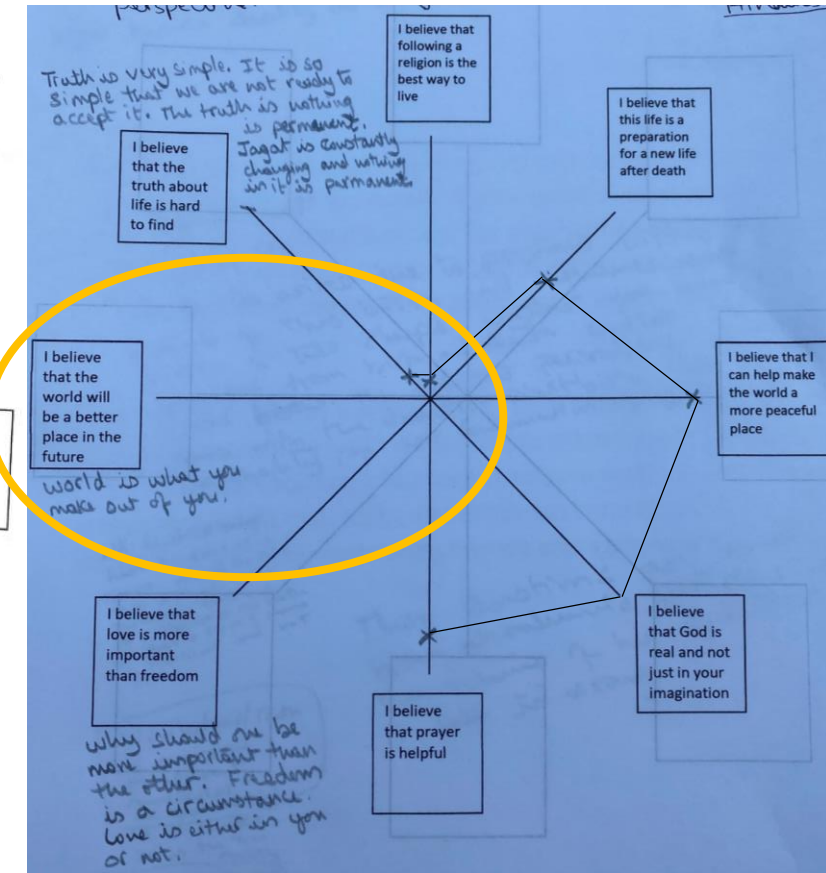 Truth is very simple. It is so
simple that we are not ready to
accept it. The truth is nothing
is permanent.
Jagat is constantly
changing and nothing
in it is permanent.
I believe that
following a
religion is the
best way to
live
I believe that
this life is a
preparation
for a new life
after death
I believe
that the
truth about
life is hard
to find
I believe
that the
world will
be a better
place in the
future
world is what you
make out of you.
I believe that I
can help make
the world a
more peaceful
place
I believe that
love is more
important
than freedom
why should one be
more important than
the other. Freedom
is a circumstance.
Love is either in you
or not.
I believe
that prayer
is helpful
I believe
that God is
real and not
just in your
imagination